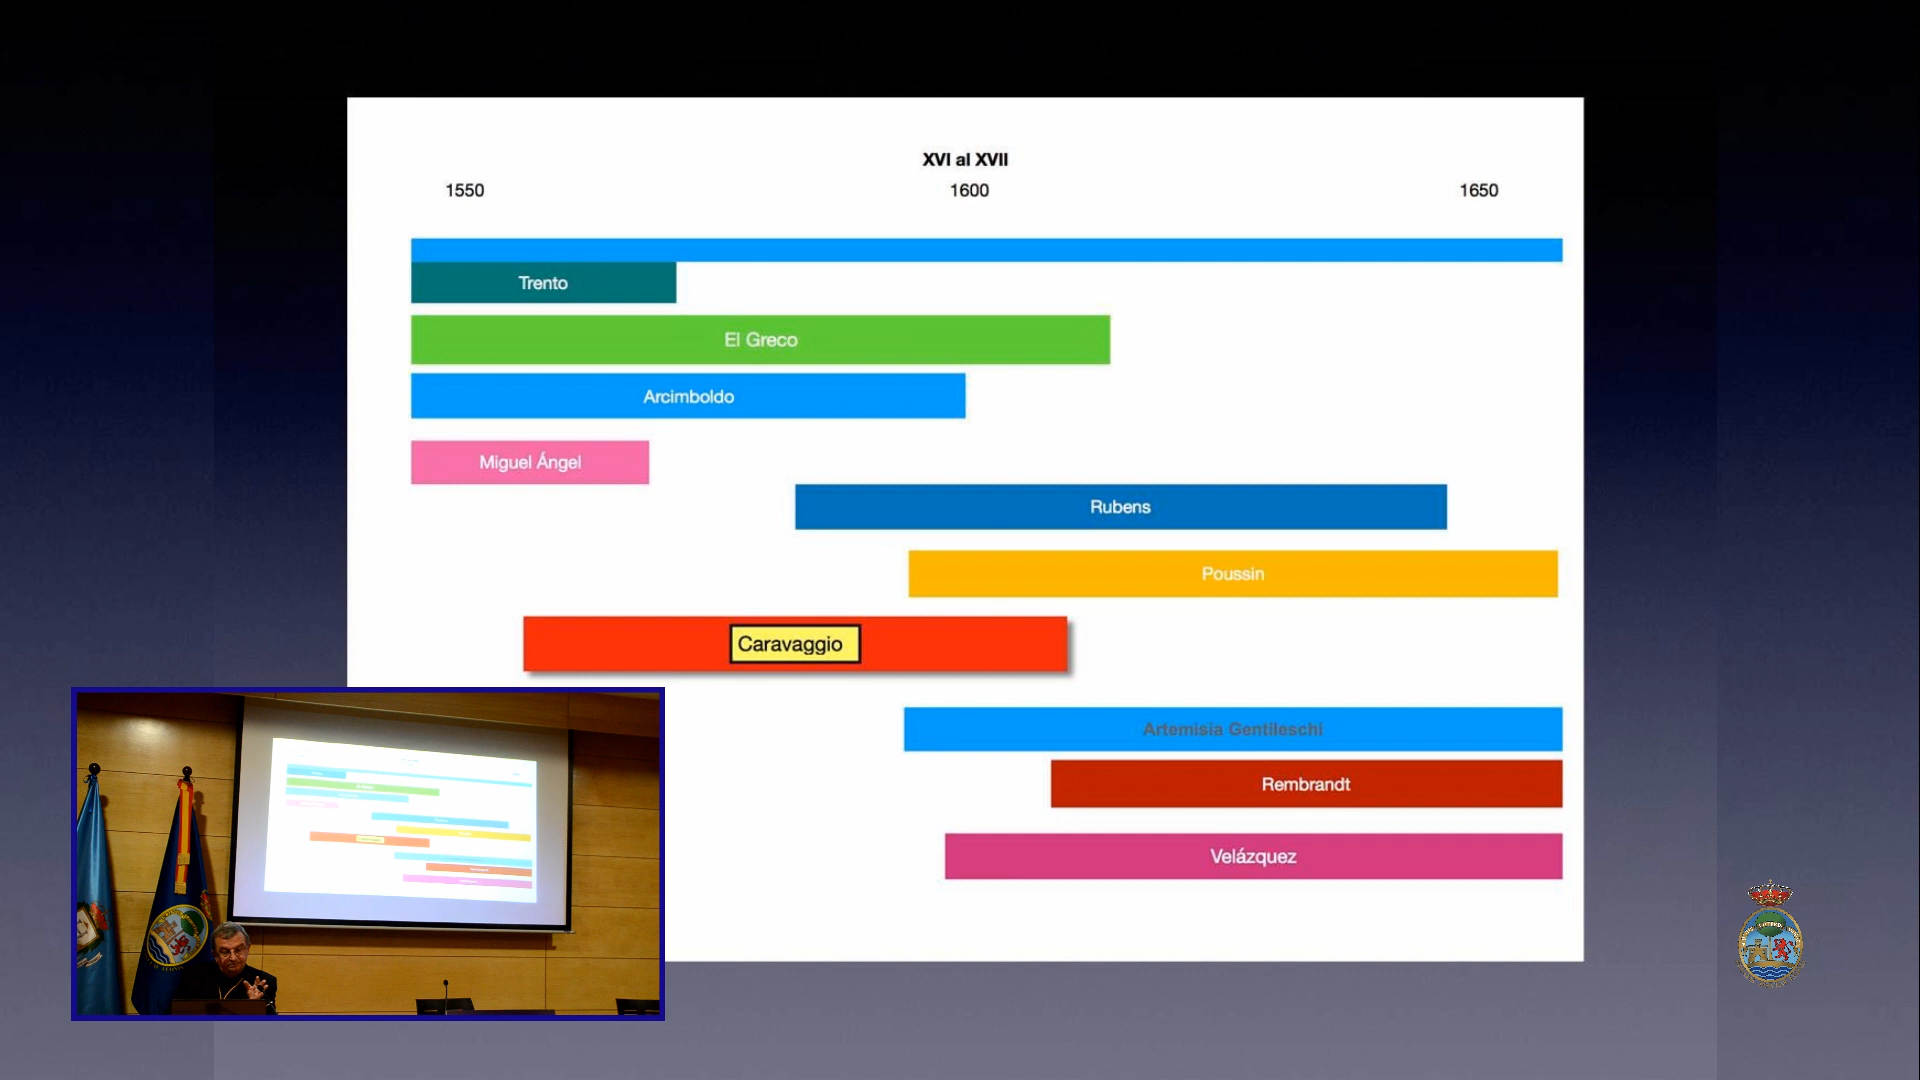 XVI al XVII
1550 1600 1650
Trento
El Greco
Arcimboldo
Miguel Ángel
Rubens
Poussin
Caravaggio
Artemisia Gentileschi
Rembrandt
Velázquez